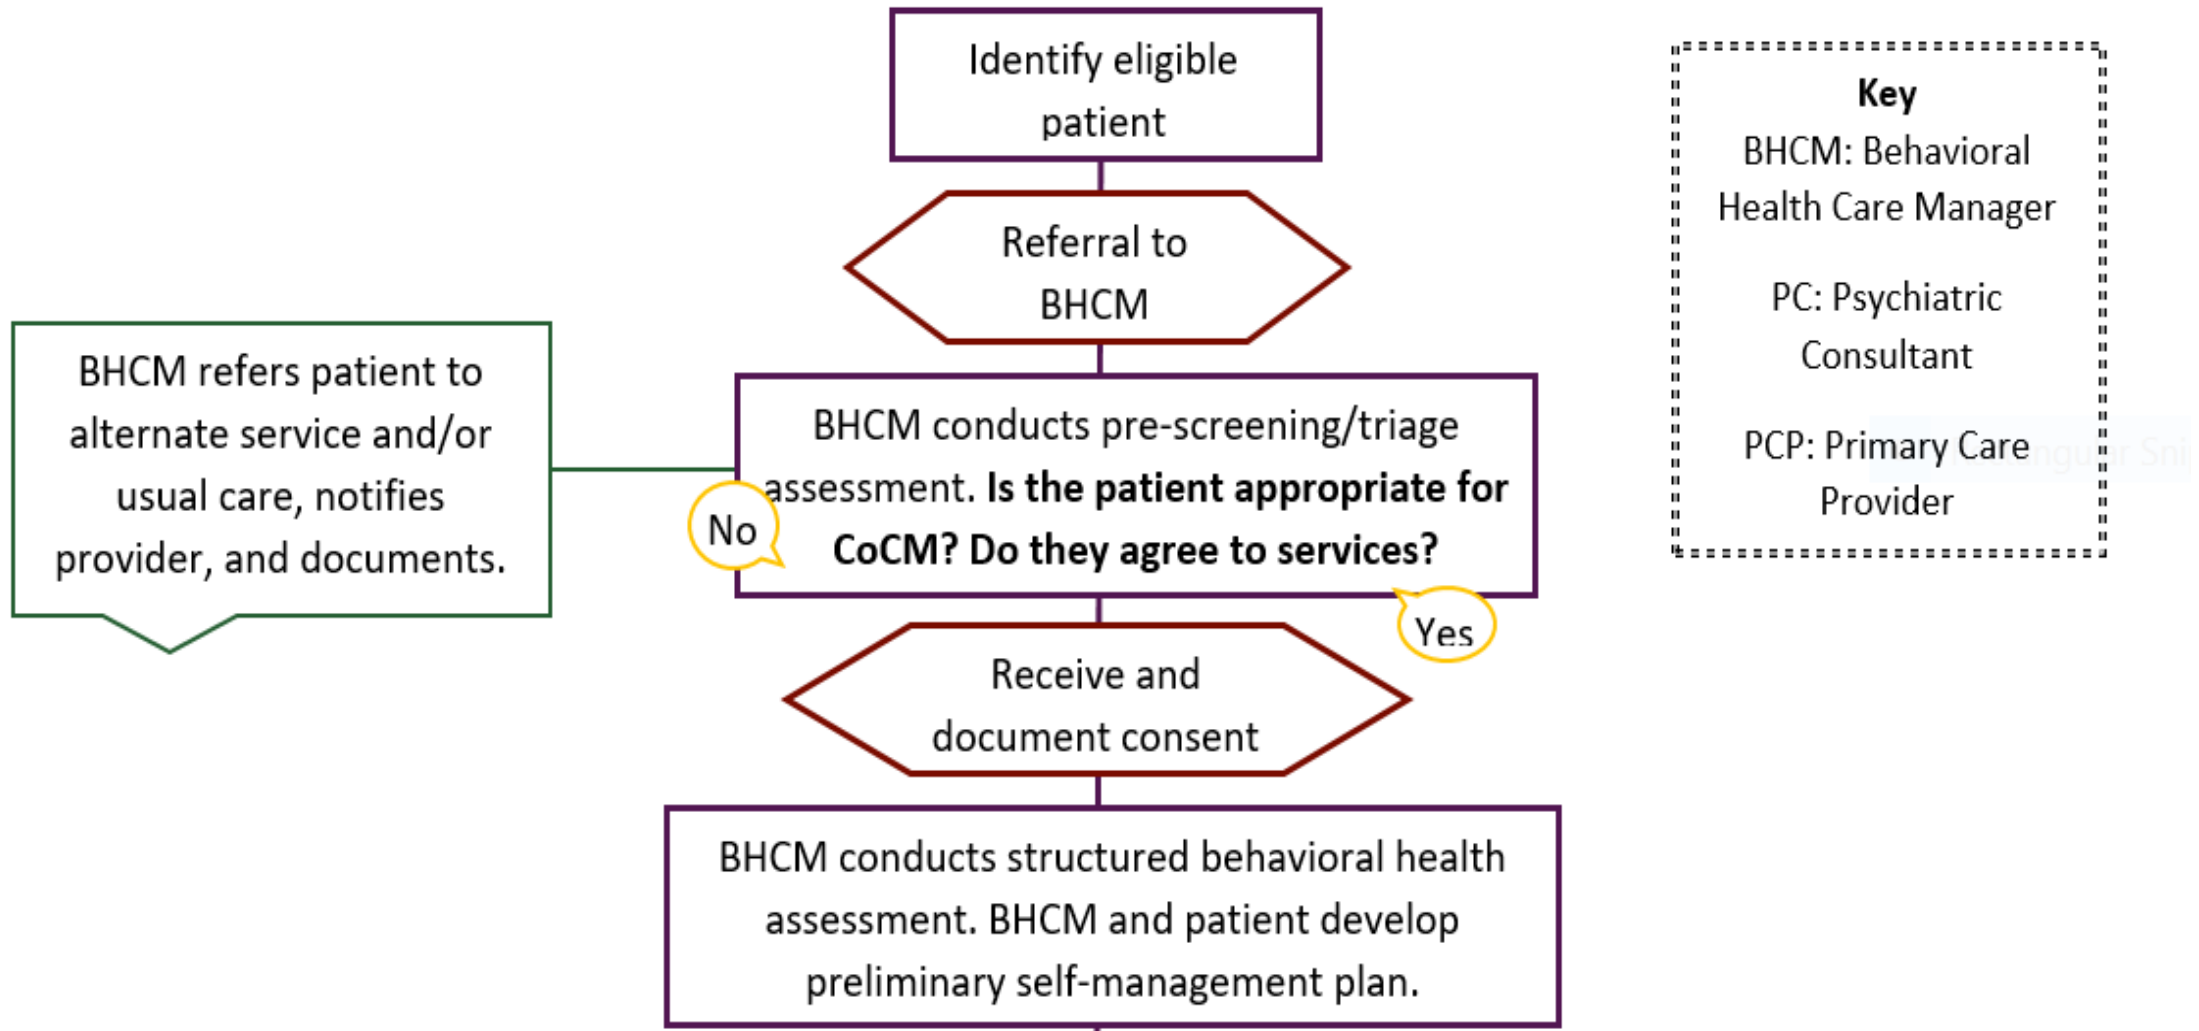 Identify eligible
patient
Referral to
BHCM
BHCM refers patient to
alternate service and/or
usual care, notifies
provider, and documents.
BHCM conducts pre-screening/triage
assessment. Is the patient appropriate for
CoCM? Do they agree to services?
No
Yes
Receive and
document consent
BHCM conducts structured behavioral health
assessment. BHCM and patient develop
preliminary self-management plan.
Key
BHCM: Behavioral
Health Care Manager
PC: Psychiatric
Consultant
PCP: Primary Care
Provider